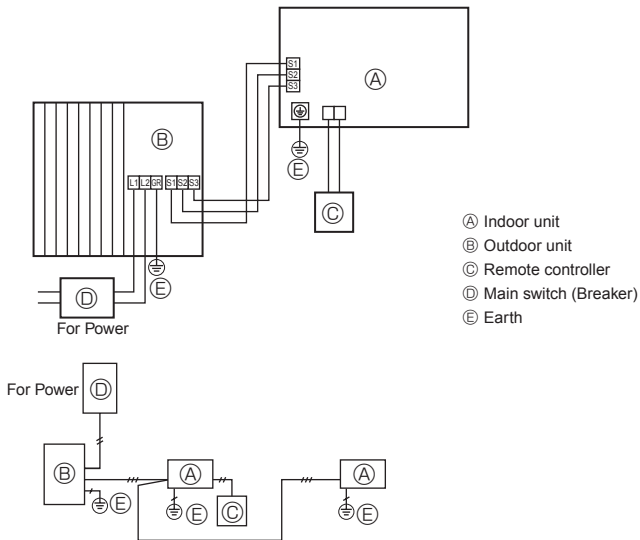 S1
S2
S3
Ⓐ
Ⓑ
Ⓔ
L1 L2 GR S1 S2 S3
Ⓒ
Ⓔ
Ⓓ
For Power
Ⓐ Indoor unit
Ⓑ Outdoor unit
Ⓒ Remote controller
Ⓓ Main switch (Breaker)
Ⓔ Earth
For Power Ⓓ
Ⓑ Ⓐ Ⓐ
Ⓔ Ⓔ Ⓒ Ⓔ